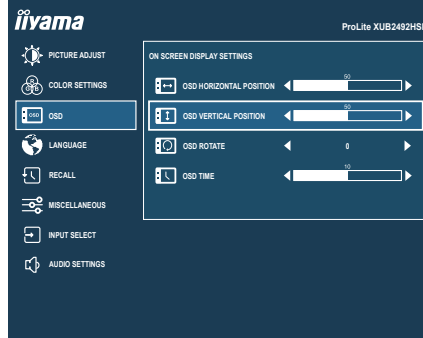 iiyama
ProLite XUB2492HS
PICTURE ADJUST
COLOR SETTINGS
OSD
LANGUAGE
RECALL
MISCELLANEOUS
INPUT SELECT
AUDIO SETTINGS
R
G B
OSD
ON SCREEN DISPLAY SETTINGS
OSD HORIZONTAL POSITION
50
OSD VERTICAL POSITION
50
OSD ROTATE
0
OSD TIME
10